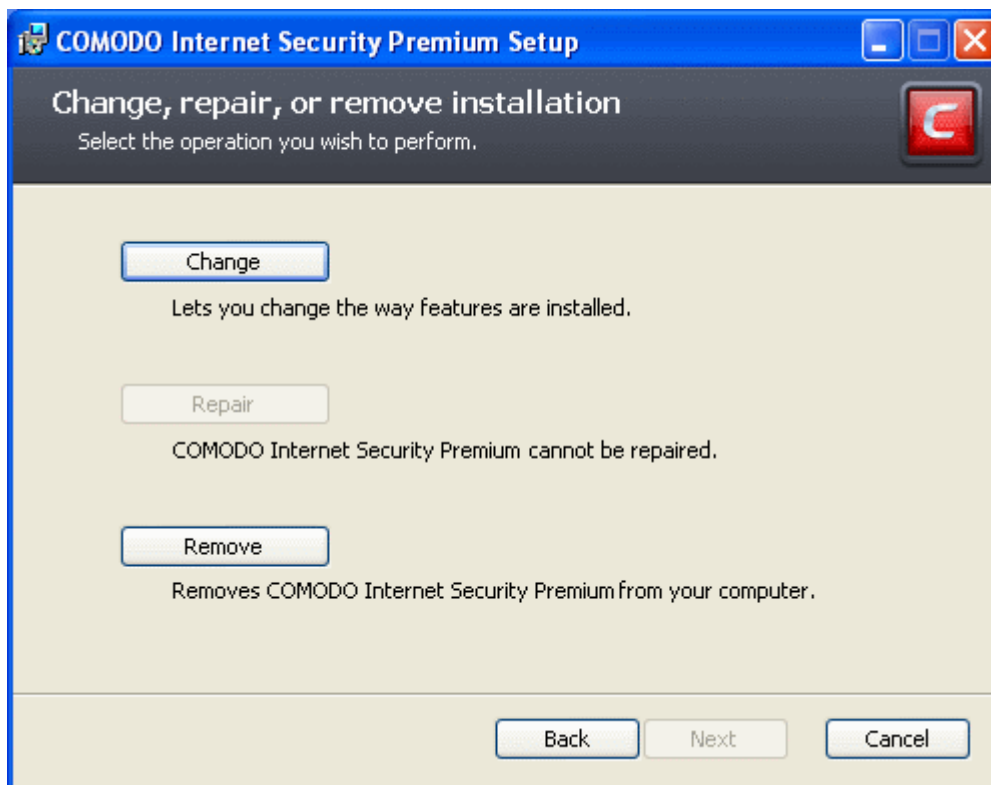 COMODO Internet Security Premium Setup
Change, repair, or remove installation
Select the operation you wish to perform.
C
Change
Lets you change the way features are installed.
Repair
COMODO Internet Security Premium cannot be repaired.
Remove
Removes COMODO Internet Security Premium from your computer.
Back Next Cancel